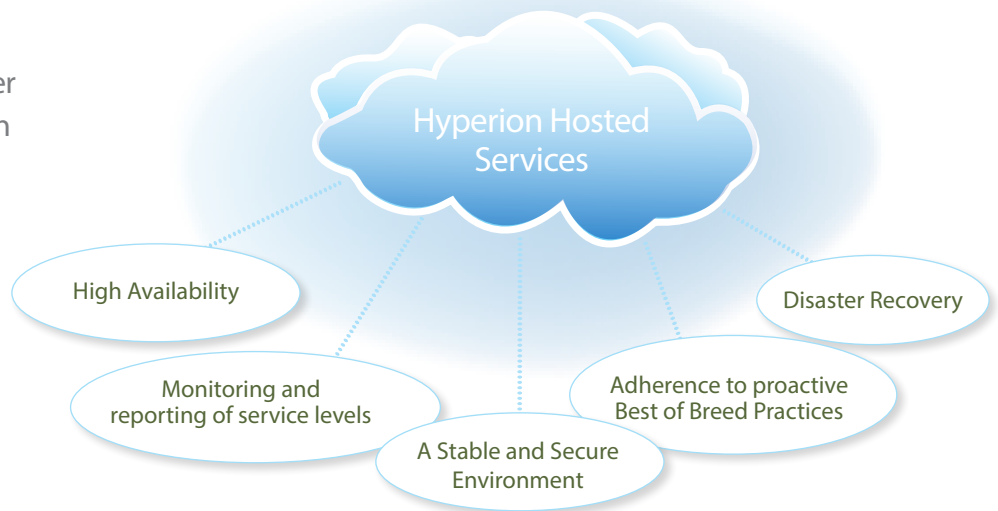 er
n
Hyperion Hosted
Services
High Availability
Disaster Recovery
Monitoring and
reporting of service levels
Adherence to proactive
Best of Breed Practices
A Stable and Secure
Environment